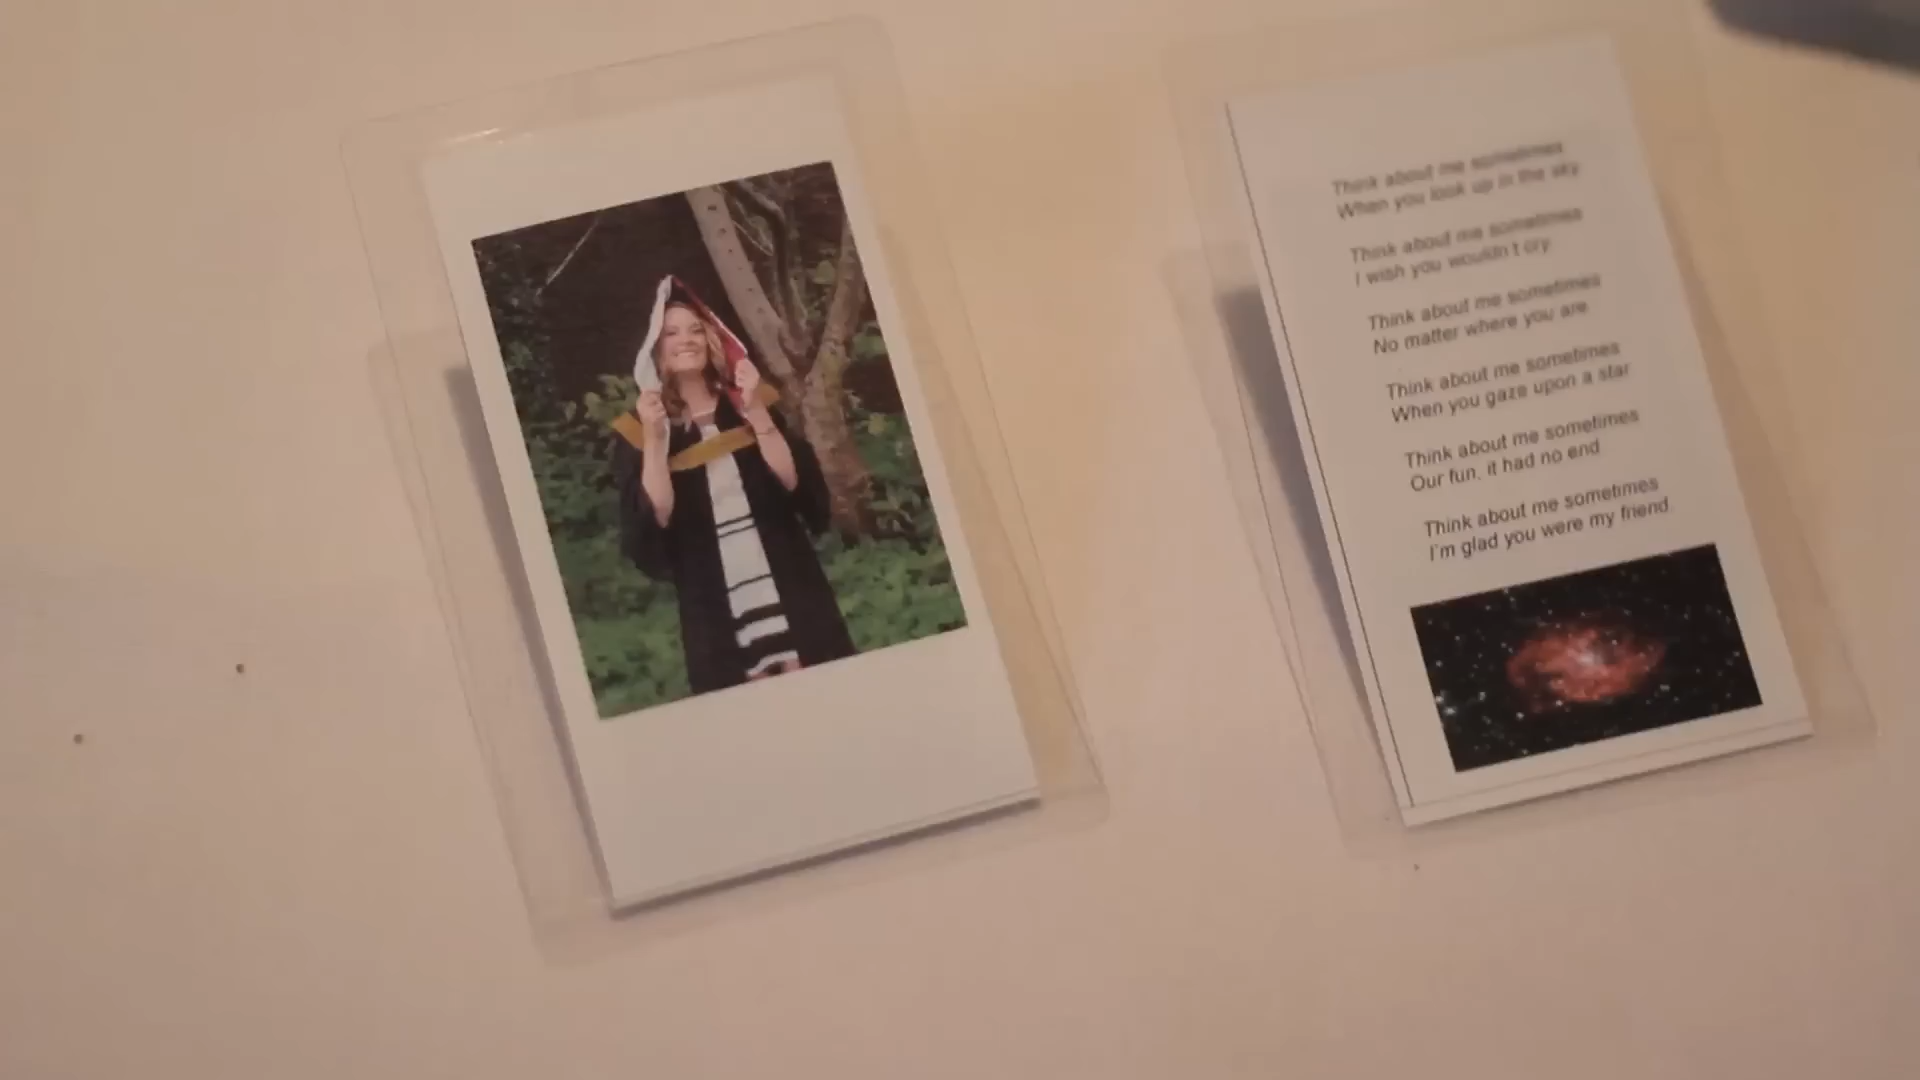 Think about me sometimes
When you look up in the sky
Think about me sometimes
I wish you wouldn't cry
Think about me sometimes
No matter where you are
Think about me sometimes
When you gaze upon a star
Think about me sometimes
Our fun, it had no end
Think about me sometimes
I'm glad you were my friend.